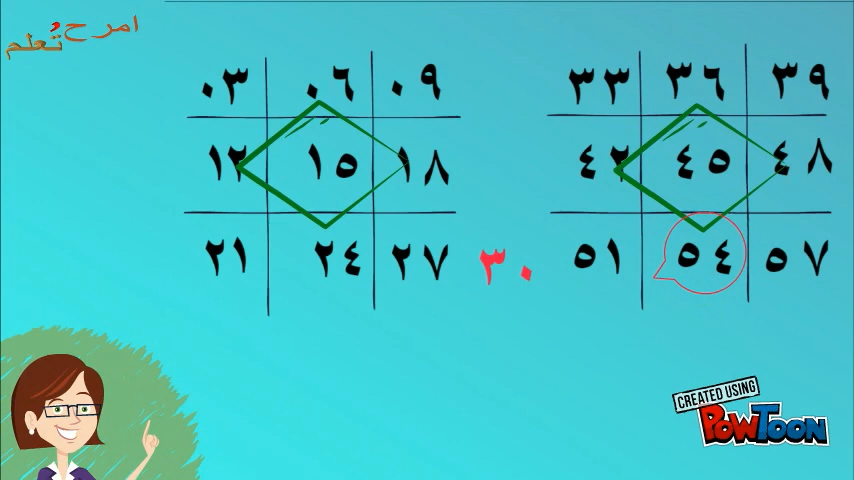 امرح تُعلم
٠٣ ٠٦ ٠٩
١٢ ١٥ ١٨
٢١ ٢٤ ٢٧
٣٠
٣٣ ٣٦ ٣٩
٤٢ ٤٥ ٤٨
٥١ ٥٤ ٥٧
CREATED USING
POWTOON